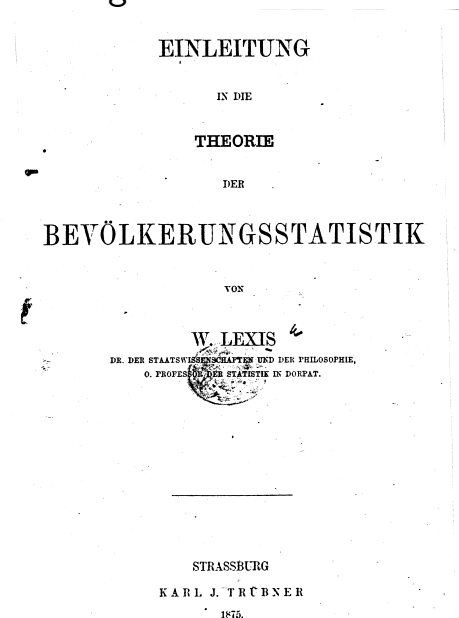 EINLEITUNG
IN DIE
THEORIE
DER
BEVÖLKERUNGSSTATISTIK
VON
W. LEXIS
DR. DER STAATSWISSENSCHAFTEN UND DER PHILOSOPHIE,
O. PROFESSOR DER STATISTIK IN DORPAT.
STRASSBURG
KARL J. TRÜBNER
1875.